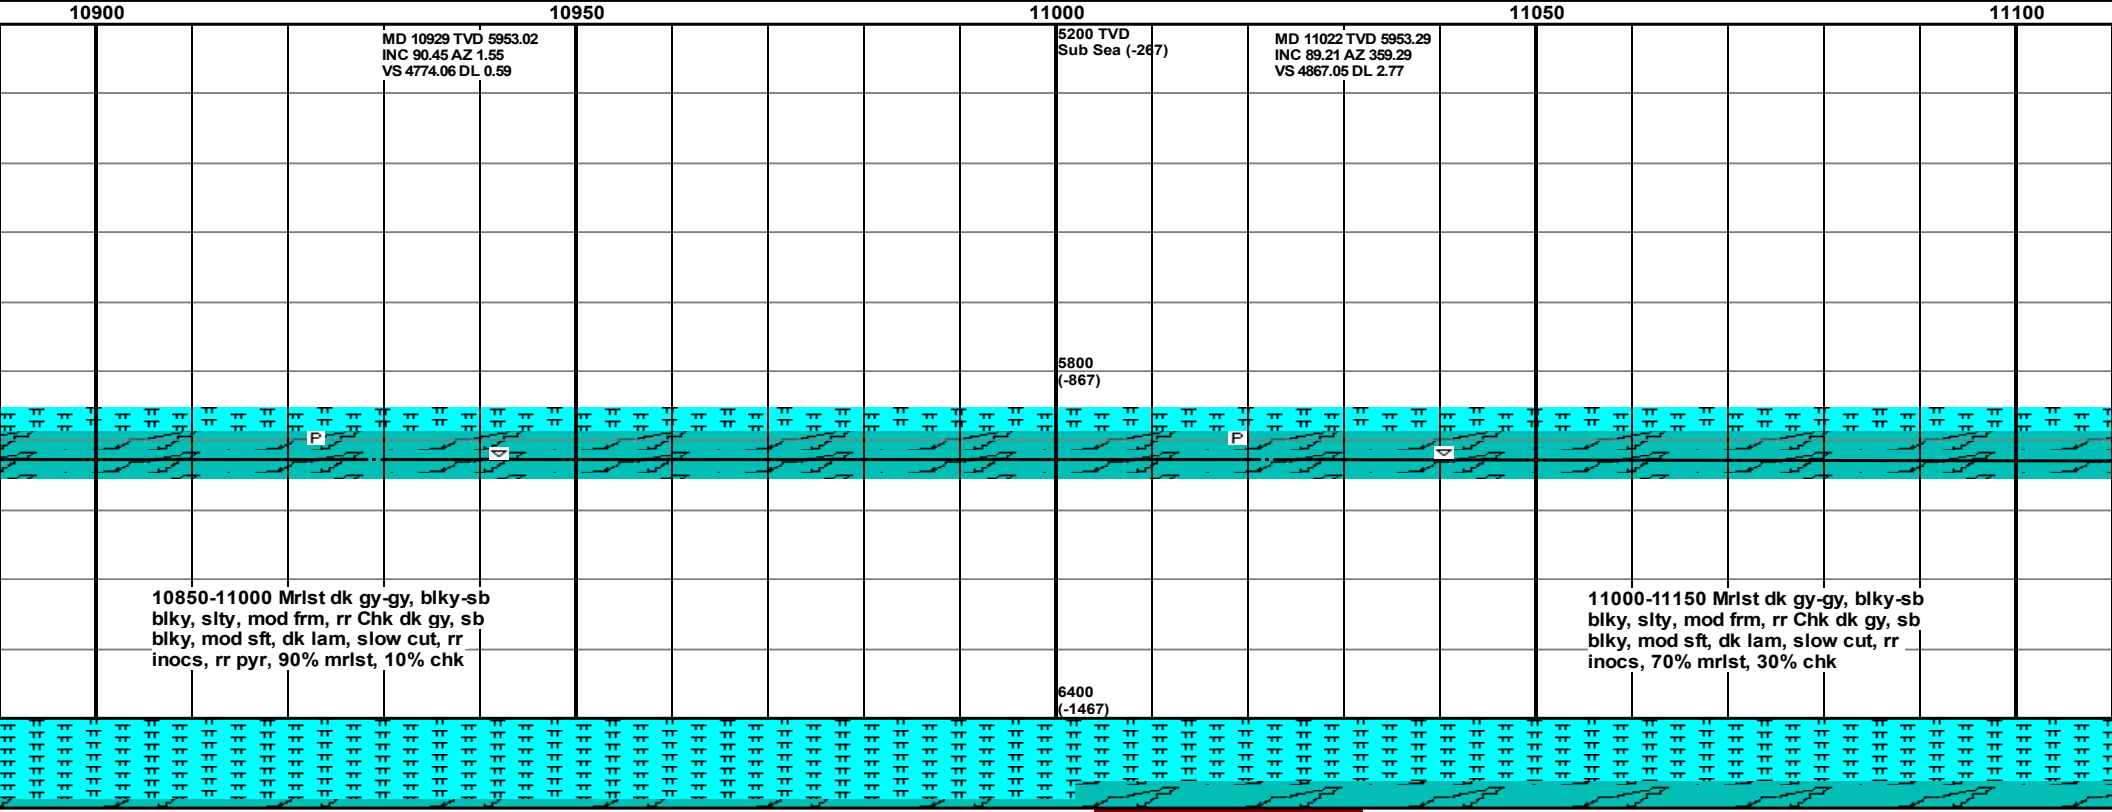 10900 10950 11000 11050 11100
MD 10929 TVD 5953.02
INC 90.45 AZ 1.55
VS 4774.06 DL 0.59
5200 TVD
Sub Sea (-267)
MD 11022 TVD 5953.29
INC 89.21 AZ 359.29
VS 4867.05 DL 2.77
5800
(-867)
P
P
10850-11000 Mrlst dk gy-gy, blky-sb
blky, slty, mod frm, rr Chk dk gy, sb
blky, mod sft, dk lam, slow cut, rr
inocs, rr pyr, 90% mrlst, 10% chk
11000-11150 Mrlst dk gy-gy, blky-sb
blky, slty, mod frm, rr Chk dk gy, sb
blky, mod sft, dk lam, slow cut, rr
inocs, 70% mrlst, 30% chk
6400
(-1467)